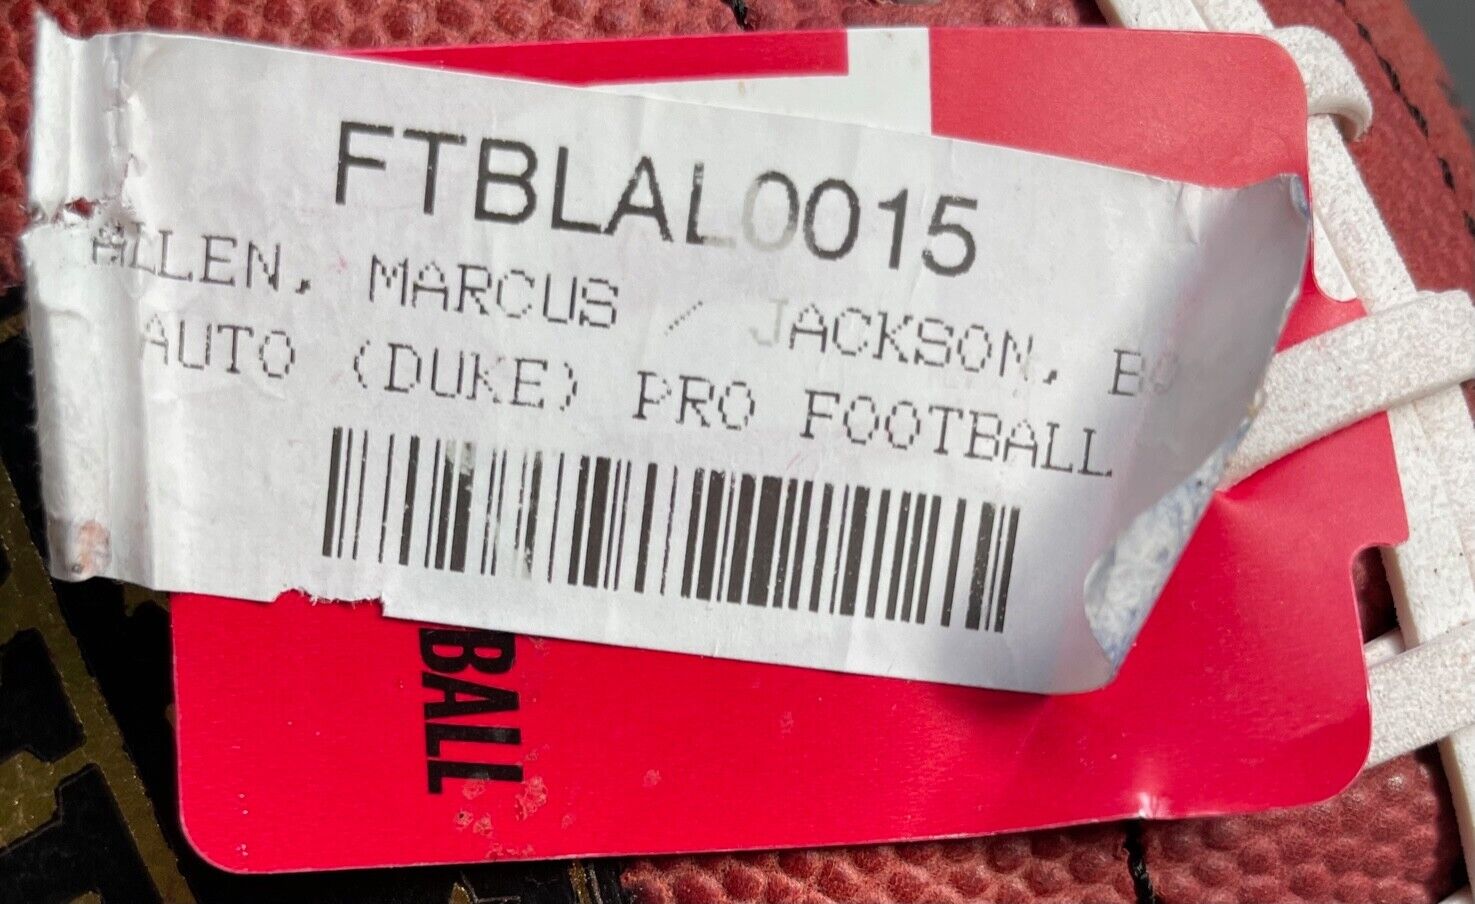 FTBLAL0015
ALLEN, MARCUS / JACKSON, BO
AUTO (DUKE) PRO FOOTBALL
BALL